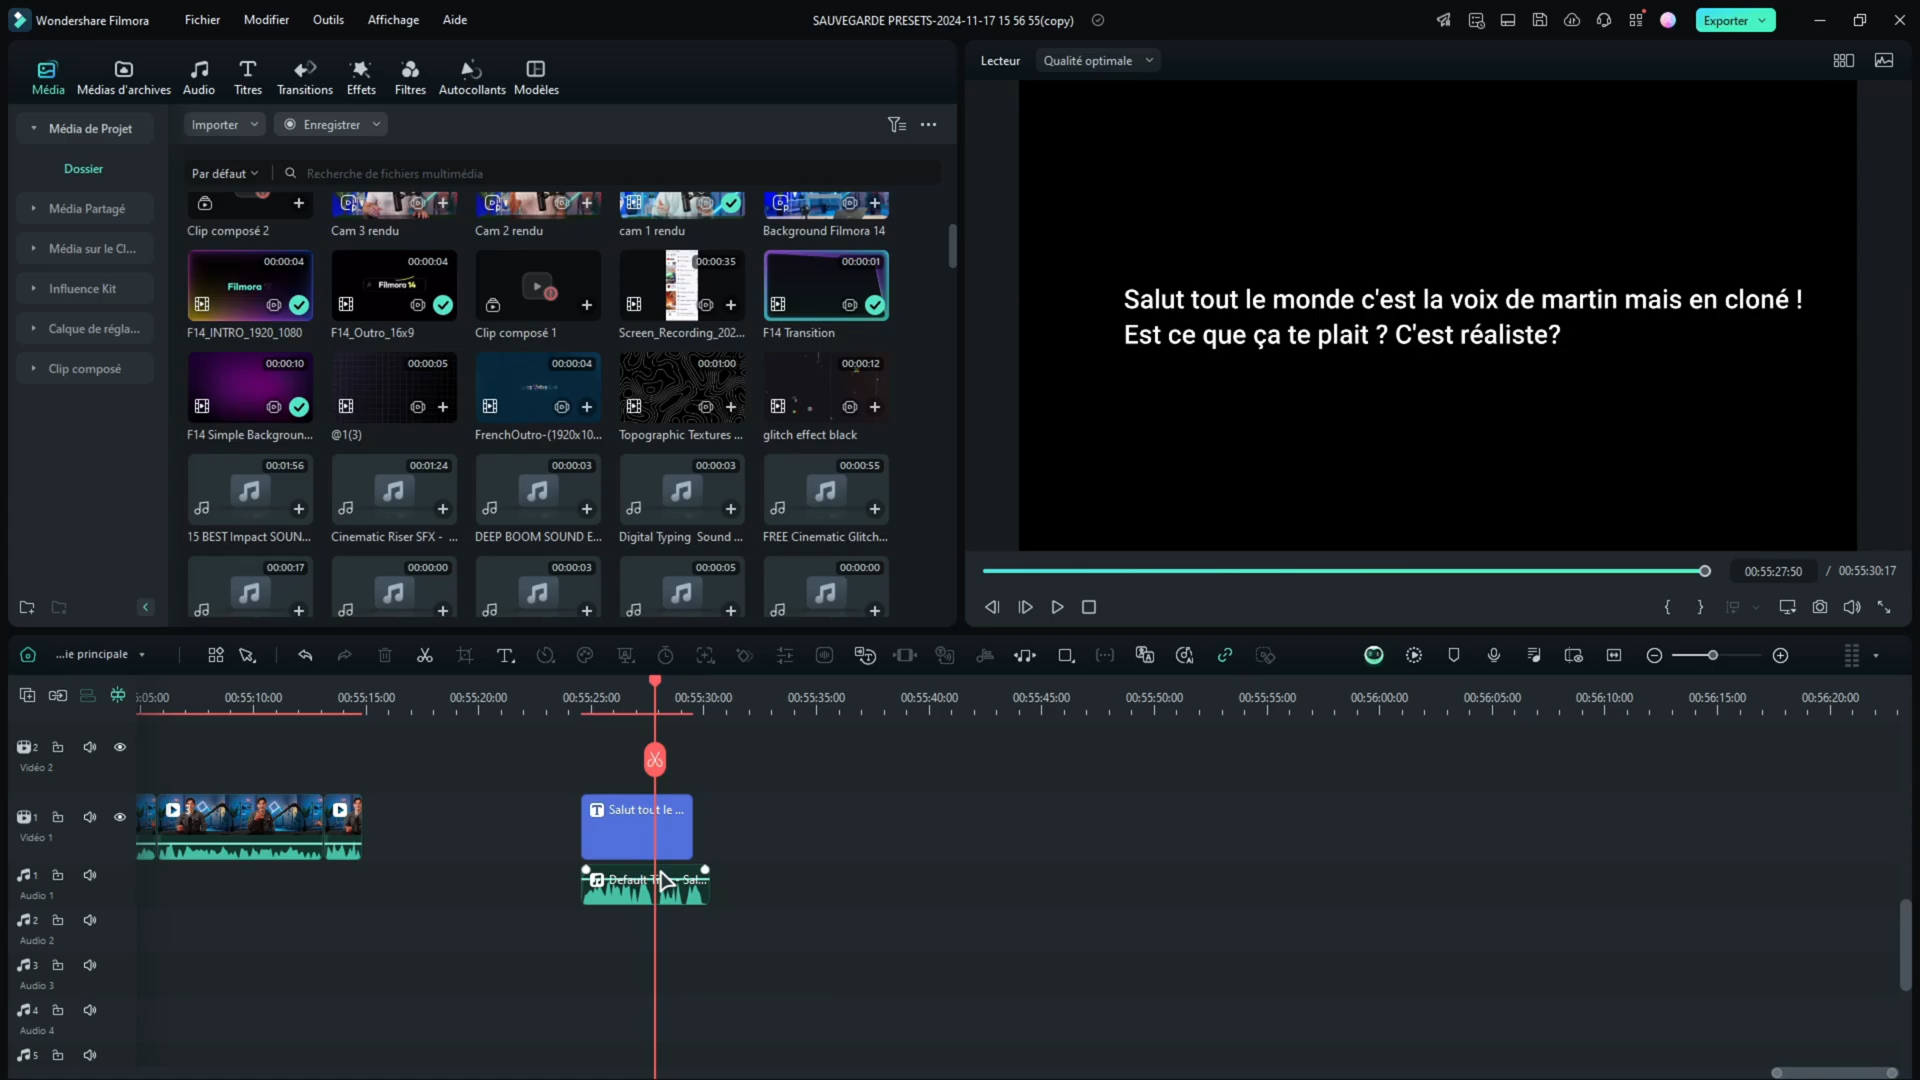 Wondershare Filmora
Fichier
Modifier
Outils
Affichage
Aide
SAUVEGARDE PRESETS-2024-11-17 15 56 55(copy)
Exporter
Média
Médias d'archives
Audio
Titres
Transitions
Effets
Filtres
Autocollants
Modèles
Lecteur
Qualité optimale
Média de Projet
Dossier
Média Partagé
Média sur le Cl...
Influence Kit
Calque de régla...
Clip composé
Importer
Enregistrer
Par défaut
Recherche de fichiers multimédia
Clip composé 2
Cam 3 rendu
Cam 2 rendu
cam 1 rendu
Background Filmora 14
00:00:04
00:00:04
00:00:35
00:00:01
Filmora
Filmora 14
F14_INTRO_1920_1080
F14_Outro_16x9
Clip composé 1
Screen_Recording_202...
F14 Transition
00:00:10
00:00:05
00:00:04
00:01:00
00:00:12
F14 Simple Backgroun...
@1(3)
FrenchOutro-(1920x10...
Topographic Textures ...
glitch effect black
00:01:56
00:01:24
00:00:03
00:00:03
00:00:55
15 BEST Impact SOUN...
Cinematic Riser SFX - ...
DEEP BOOM SOUND E...
Digital Typing Sound ...
FREE Cinematic Glitch...
00:00:17
00:00:00
00:00:03
00:00:05
00:00:00
Salut tout le monde c'est la voix de martin mais en cloné !
Est ce que ça te plait ? C'est réaliste?
00:55:27:50 / 00:55:30:17
...ie principale
:05:00
00:55:10:00
00:55:15:00
00:55:20:00
00:55:25:00
00:55:30:00
00:55:35:00
00:55:40:00
00:55:45:00
00:55:50:00
00:55:55:00
00:56:00:00
00:56:05:00
00:56:10:00
00:56:15:00
00:56:20:00
2
Vidéo 2
1
Vidéo 1
Salut tout le ...
1
Audio 1
Default - Sal...
2
Audio 2
3
Audio 3
4
Audio 4
5